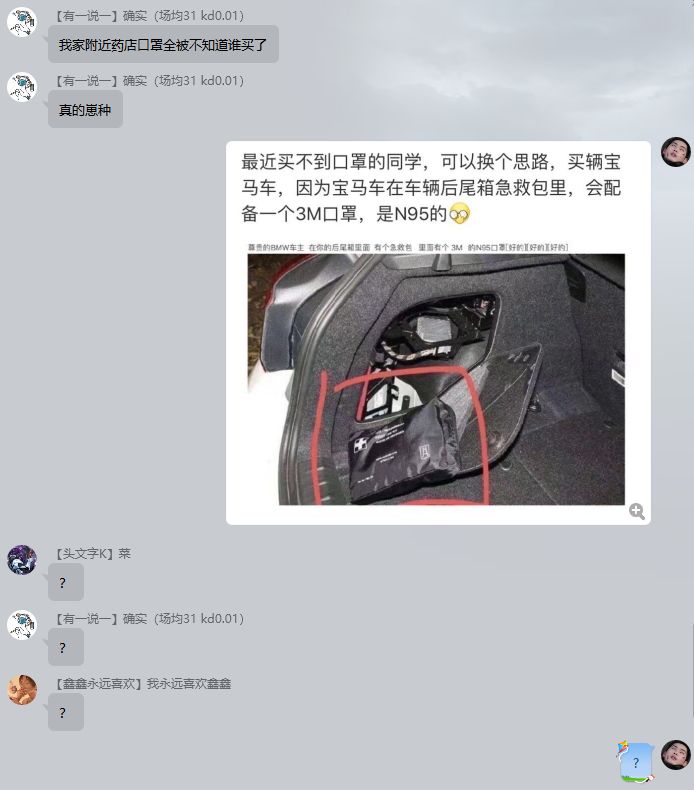 【有一说一】确实（场均31 kd0.01）
我家附近药店口罩全被不知道谁买了
【有一说一】确实（场均31 kd0.01）
真的崽种
最近买不到口罩的同学，可以换个思路，买辆宝
马车，因为宝马车在车辆后尾箱急救包里，会配
备一个3M口罩，是N95的
尊贵的BMW车主 在你的后尾箱里面 有个急救包 里面有个 3M 的N95口罩[好的][好的][好的]
【头文字K】菜
?
【有一说一】确实（场均31 kd0.01）
?
【鑫鑫永远喜欢】我永远喜欢鑫鑫
?
?